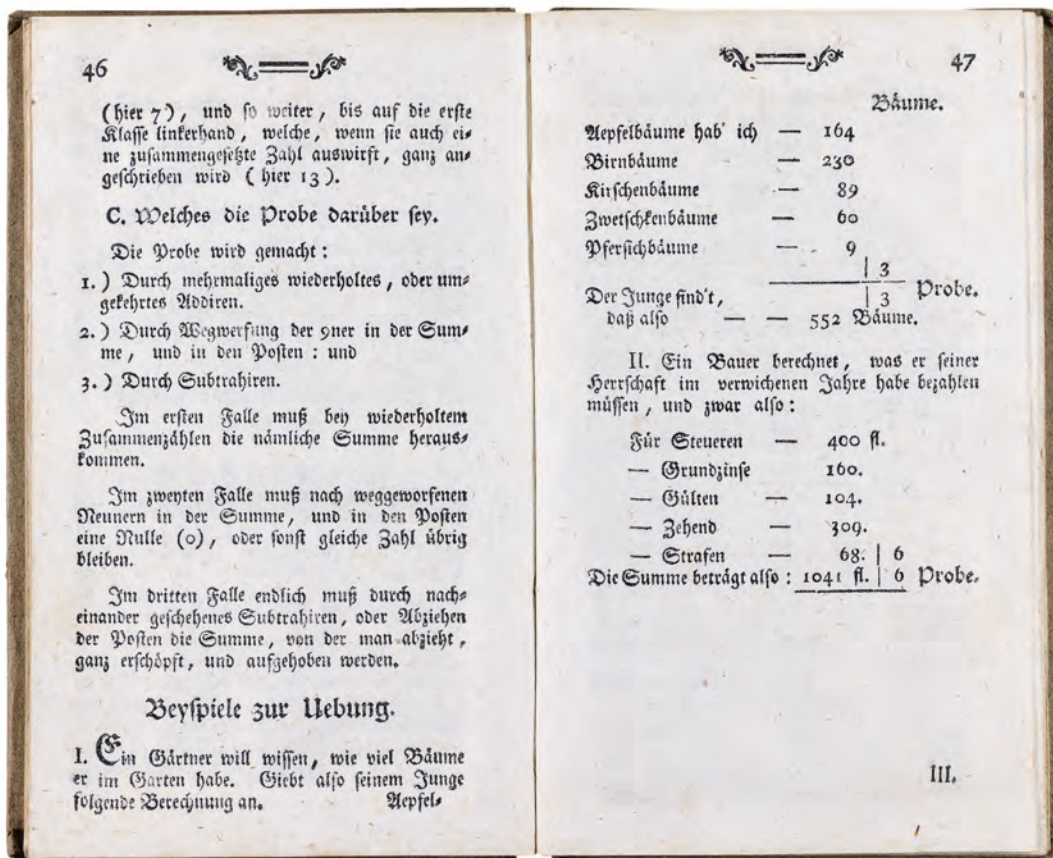 46
(hier 7), und so weiter, bis auf die erste
Klasse linkerhand, welche, wenn sie auch ei-
ne zusammengesetzte Zahl auswirft, ganz an-
geschrieben wird ( hier 13 ).
C. Welches die Probe darüber sey.
Die Probe wird gemacht:
1.) Durch mehrmaliges wiederholtes, oder um-
gekehrtes Addiren.
2.) Durch Wegwerfung der 9ner in der Sum-
me, und in den Posten: und
3.) Durch Subtrahiren.
Im ersten Falle muß bey wiederholtem
Zusammenzählen die nämliche Summe heraus-
kommen.
Im zweyten Falle muß nach weggeworfenen
Neunern in der Summe, und in den Posten
eine Nulle (0), oder sonst gleiche Zahl übrig
bleiben.
Im dritten Falle endlich muß durch nach-
einander geschehenes Subtrahiren, oder Abziehen
der Posten die Summe, von der man abzieht,
ganz erschöpft, und aufgehoben werden.
Beyspiele zur Uebung.
I. Ein Gärtner will wissen, wie viel Bäume
er im Garten habe. Giebt also seinem Junge
folgende Berechnung an. Aepfel-
47
Bäume.
Aepfelbäume hab' ich — 164
Birnbäume — 230
Kirschenbäume — 89
Zwetschkenbäume — 60
Pfersichbäume — 9
| 3
Der Junge find't, | 3 Probe.
daß also — — 552 Bäume.
II. Ein Bauer berechnet, was er seiner
Herrschaft im verwichenen Jahre habe bezahlen
müssen, und zwar also:
Für Steueren — 400 fl.
— Grundzinse 160.
— Gülten — 104.
— Zehend — 309.
— Strafen — 68. | 6
Die Summe beträgt also: 1041 fl. | 6 Probe.
III.